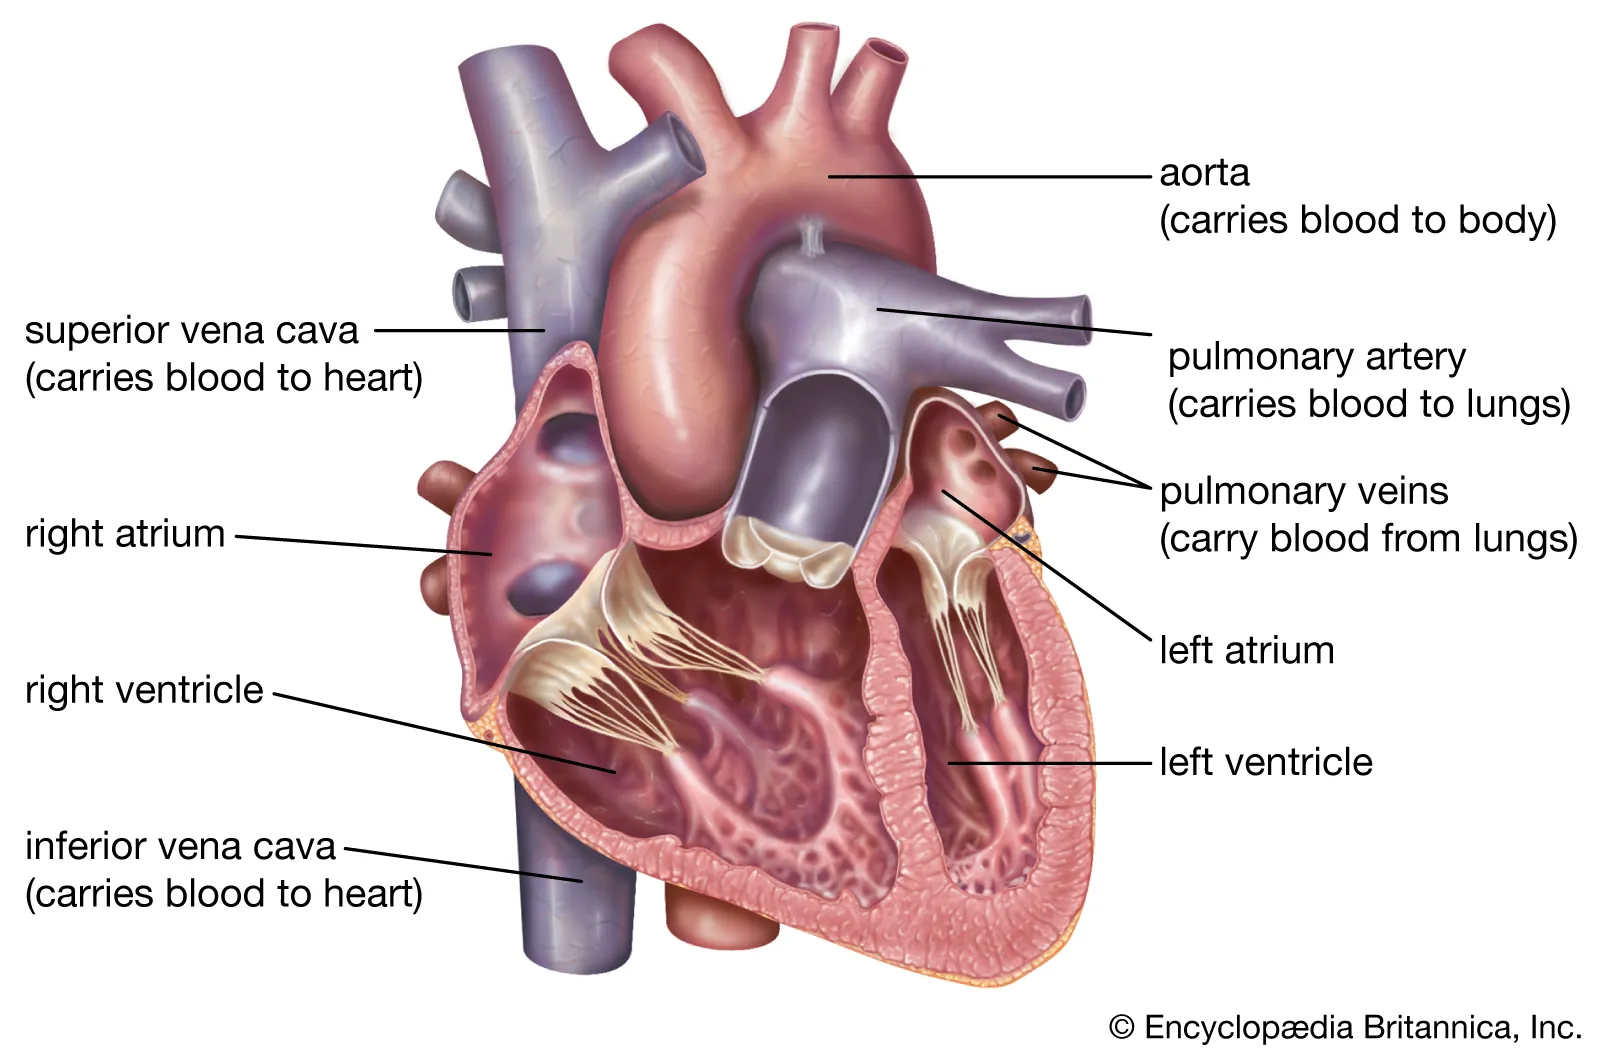 aorta
(carries blood to body)
superior vena cava
(carries blood to heart)
pulmonary artery
(carries blood to lungs)
pulmonary veins
(carry blood from lungs)
right atrium
left atrium
right ventricle
left ventricle
inferior vena cava
(carries blood to heart)
© Encyclopædia Britannica, Inc.